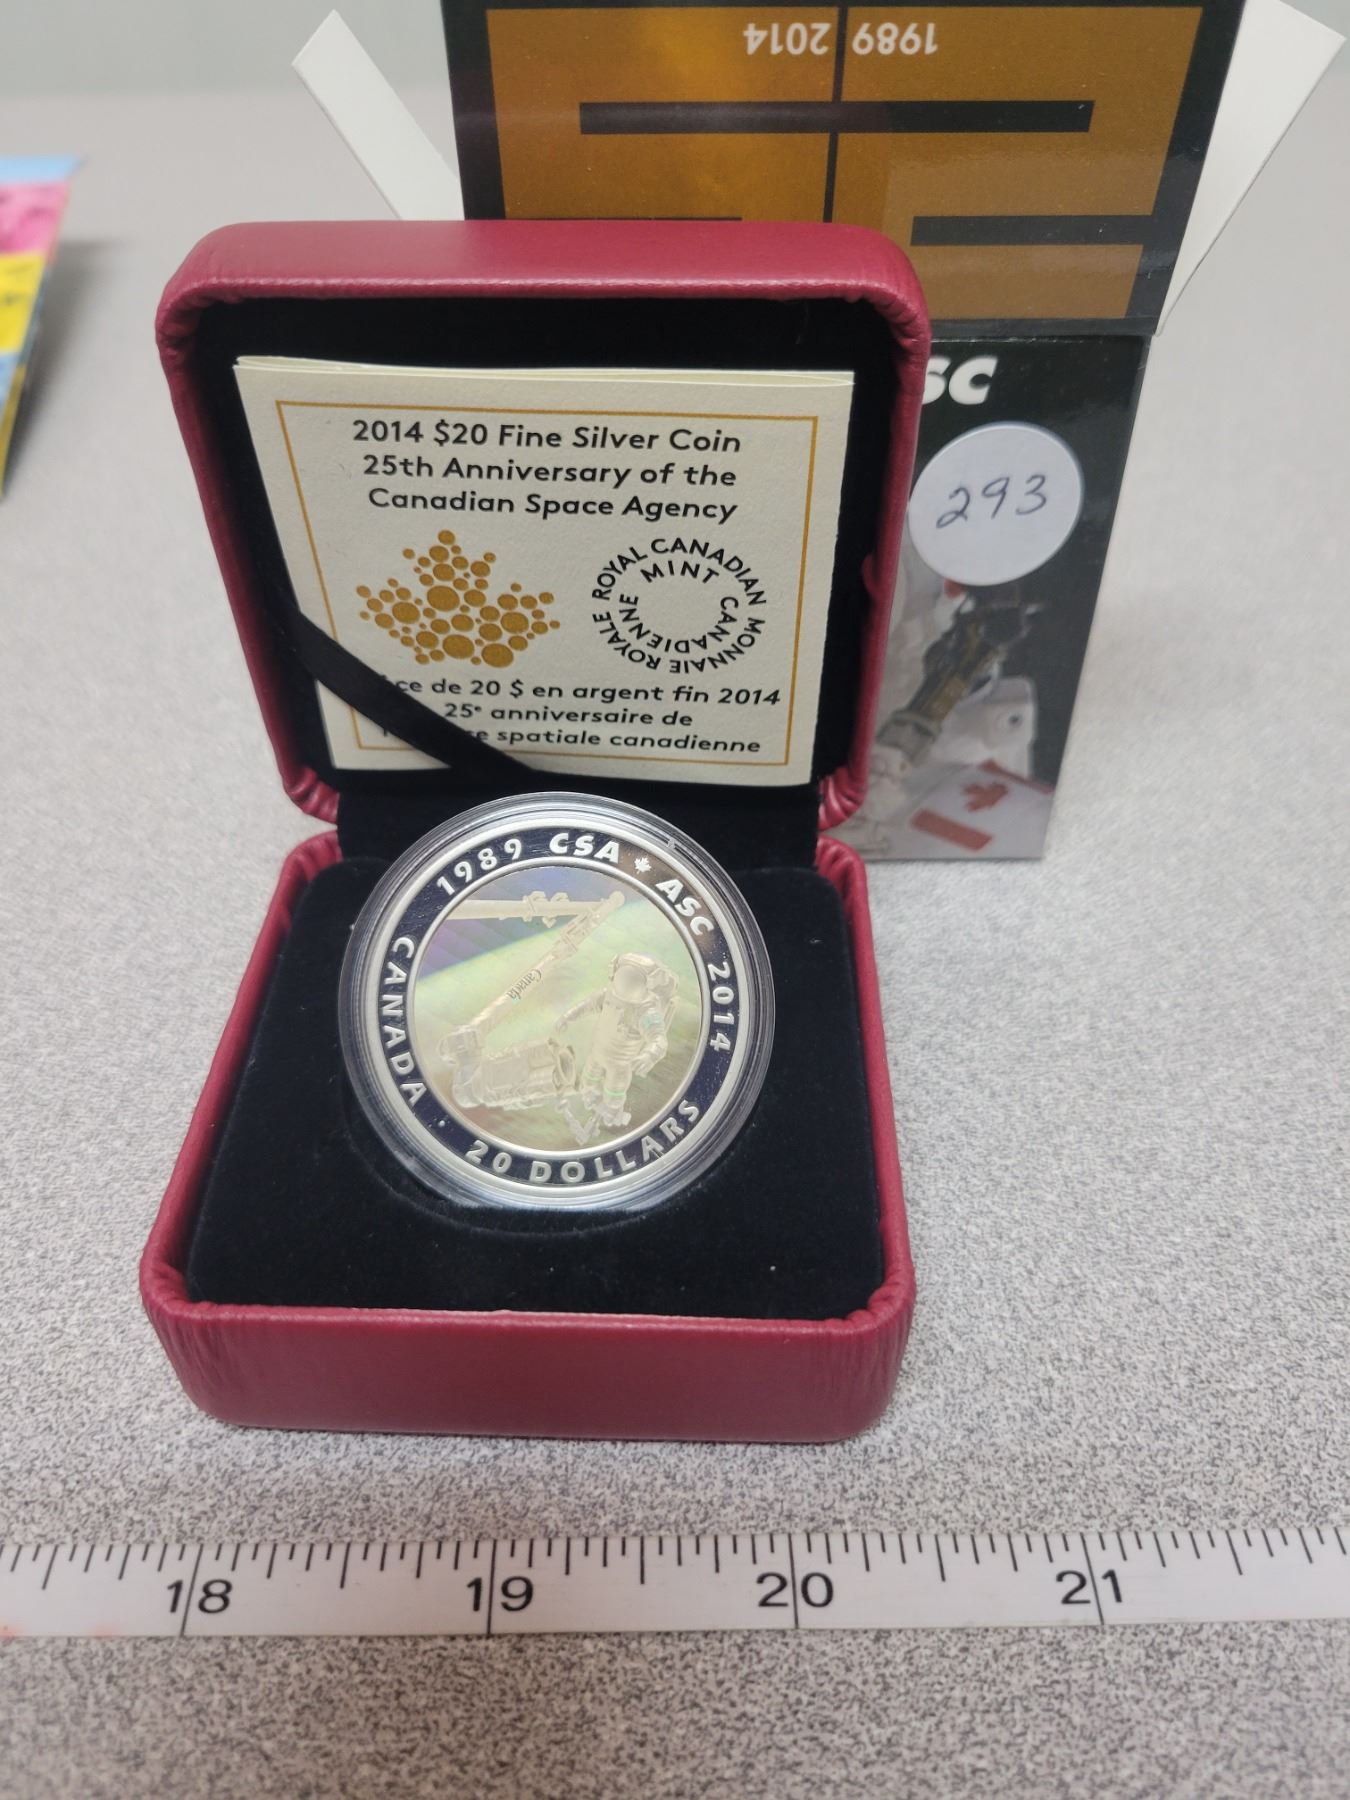 1989 2014
SC
293
2014 $20 Fine Silver Coin
25th Anniversary of the
Canadian Space Agency
ROYAL CANADIAN MINT
MONNAIE ROYALE CANADIENNE
ce de 20 $ en argent fin 2014
25e anniversaire de
spatiale canadienne
1989 CSA ASC 2014
CANADA · 20 DOLLARS
Canada
18 19 20 21